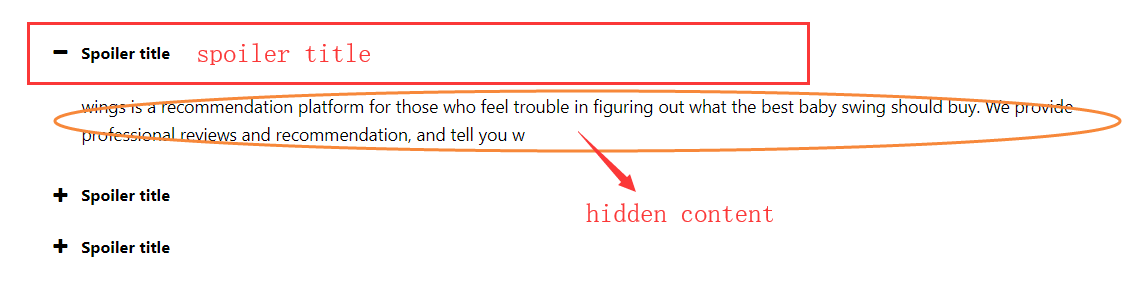 Spoiler title spoiler title
wings is a recommendation platform for those who feel trouble in figuring out what the best baby swing should buy. We provide
professional reviews and recommendation, and tell you w
Spoiler title
hidden content
Spoiler title